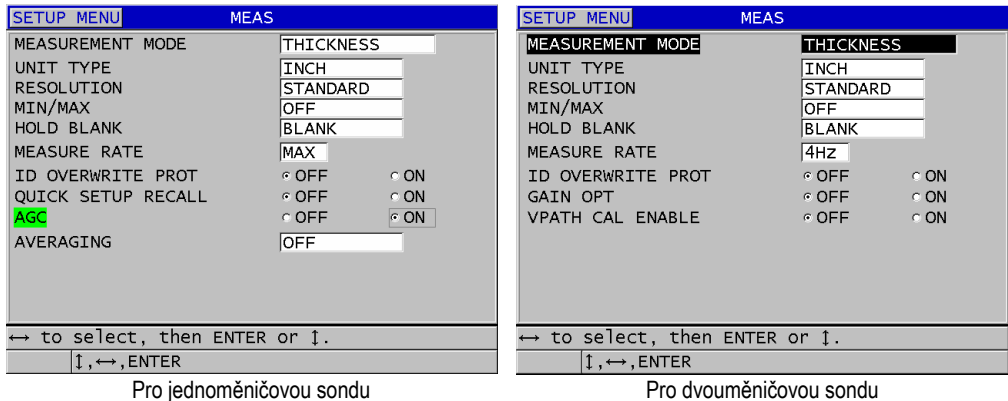 SETUP MENU MEAS
MEASUREMENT MODE THICKNESS
UNIT TYPE INCH
RESOLUTION STANDARD
MIN/MAX OFF
HOLD BLANK BLANK
MEASURE RATE MAX
ID OVERWRITE PROT OFF ON
QUICK SETUP RECALL OFF ON
AGC OFF ON
AVERAGING OFF
↔ to select, then ENTER or ↕.
↕,↔,ENTER
Pro jednoměničovou sondu
SETUP MENU MEAS
MEASUREMENT MODE THICKNESS
UNIT TYPE INCH
RESOLUTION STANDARD
MIN/MAX OFF
HOLD BLANK BLANK
MEASURE RATE 4Hz
ID OVERWRITE PROT OFF ON
GAIN OPT OFF ON
VPATH CAL ENABLE OFF ON
↔ to select, then ENTER or ↕.
↕,↔,ENTER
Pro dvouměničovou sondu